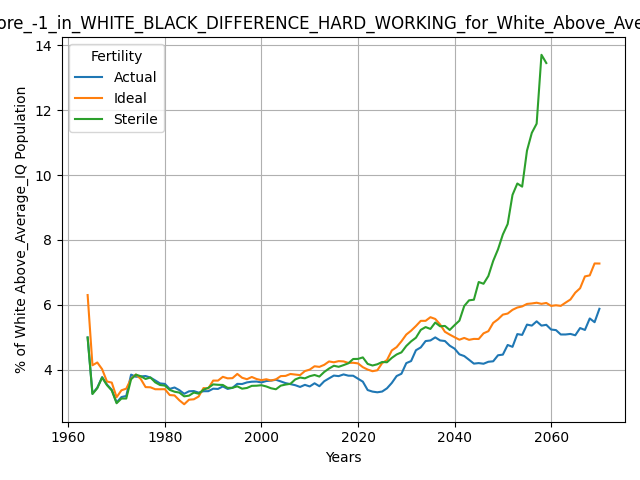 ore_-1_in_WHITE_BLACK_DIFFERENCE_HARD_WORKING_for_White_Above_Ave
Fertility
Actual
Ideal
Sterile
% of White Above_Average_IQ Population
14
12
10
8
6
4
1960
1980
2000
2020
2040
2060
Years